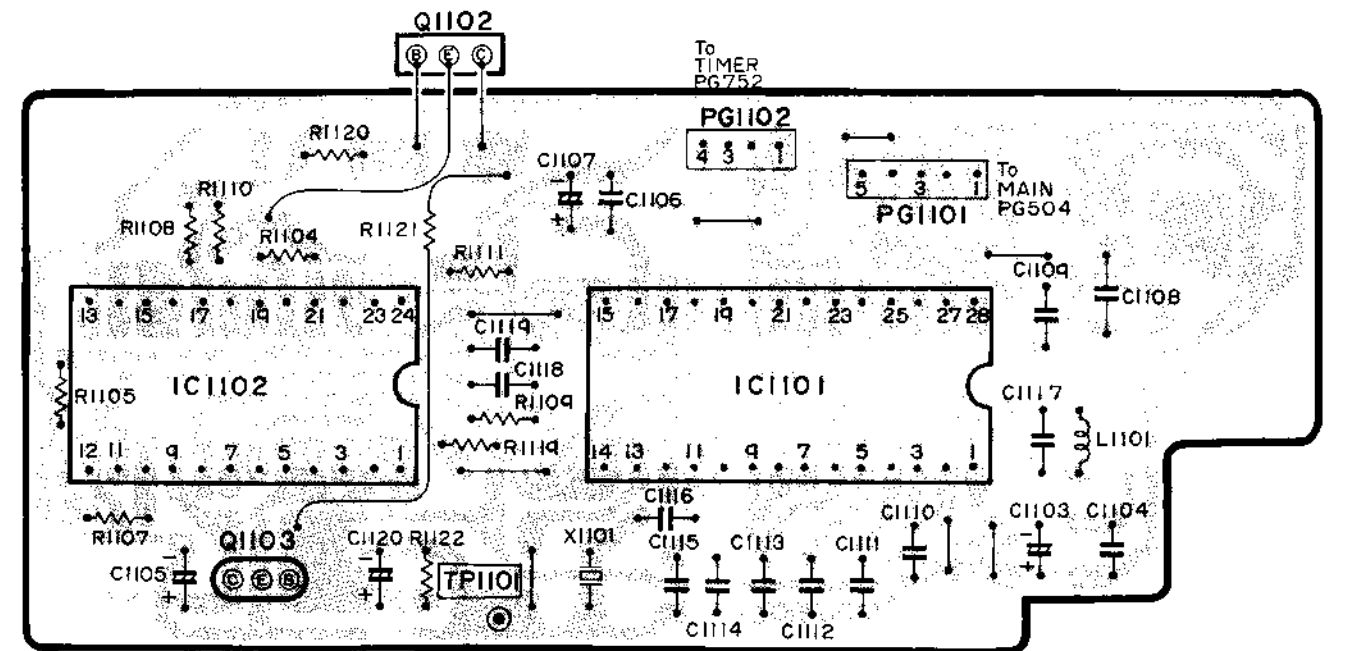 Q1102
B E C
To
TIMER
PG752
PG1102
4 3 1
R1120
C1107
-
+
C1106
5 3 1
To
MAIN
PG504
PG1101
R1110
R1108
R1104
R1121
R1111
C1109
C1108
13 15 17 19 21 23 24
IC1102
12 11 9 7 5 3 1
R1105
C1119
C1118
R1109
R1119
15 17 19 21 23 25 27 28
IC1101
14 13 11 9 7 5 3 1
C1117
L1101
R1107
C1105
-
+
Q1103
C E B
C1120
-
+
R1122
TP1101
X1101
C1116
C1115
C1114
C1113
C1112
C1111
C1110
C1103
-
+
C1104